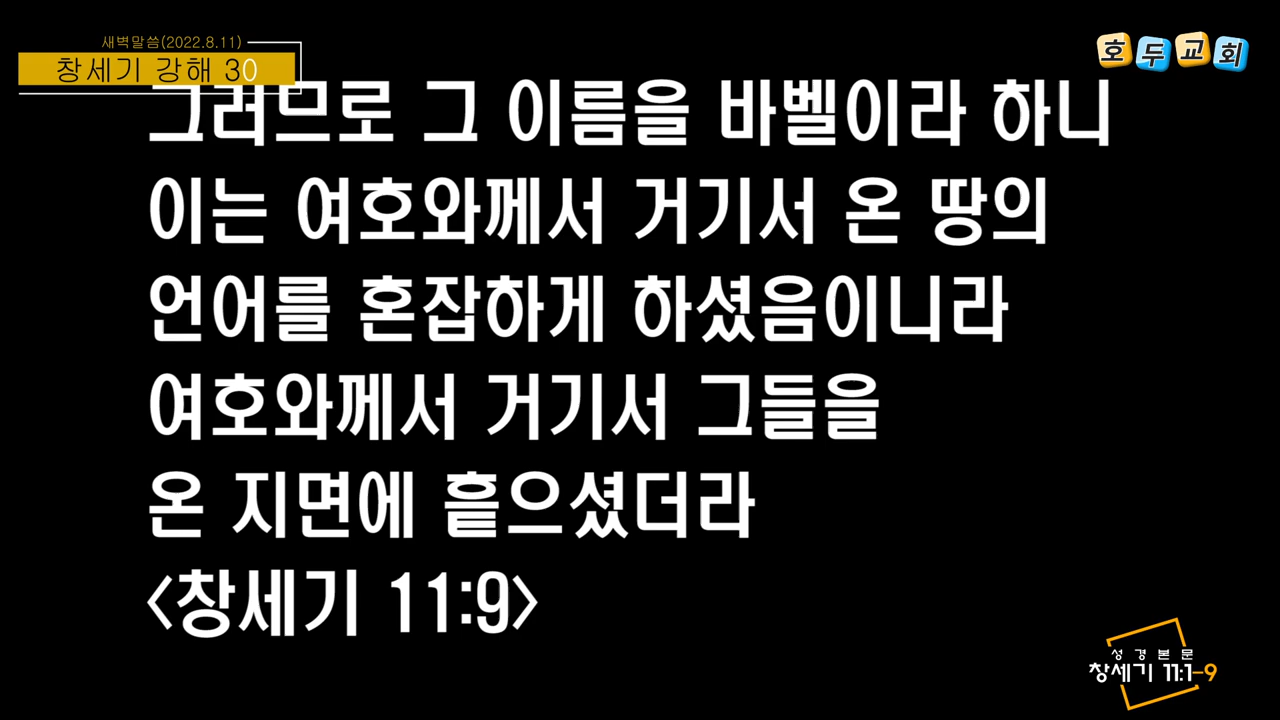 새벽말씀(2022.8.11)
창세기 강해 30
호두교회
그러므로 그 이름을 바벨이라 하니
이는 여호와께서 거기서 온 땅의
언어를 혼잡하게 하셨음이니라
여호와께서 거기서 그들을
온 지면에 흩으셨더라
<창세기 11:9>
성경본문
창세기 11:1-9